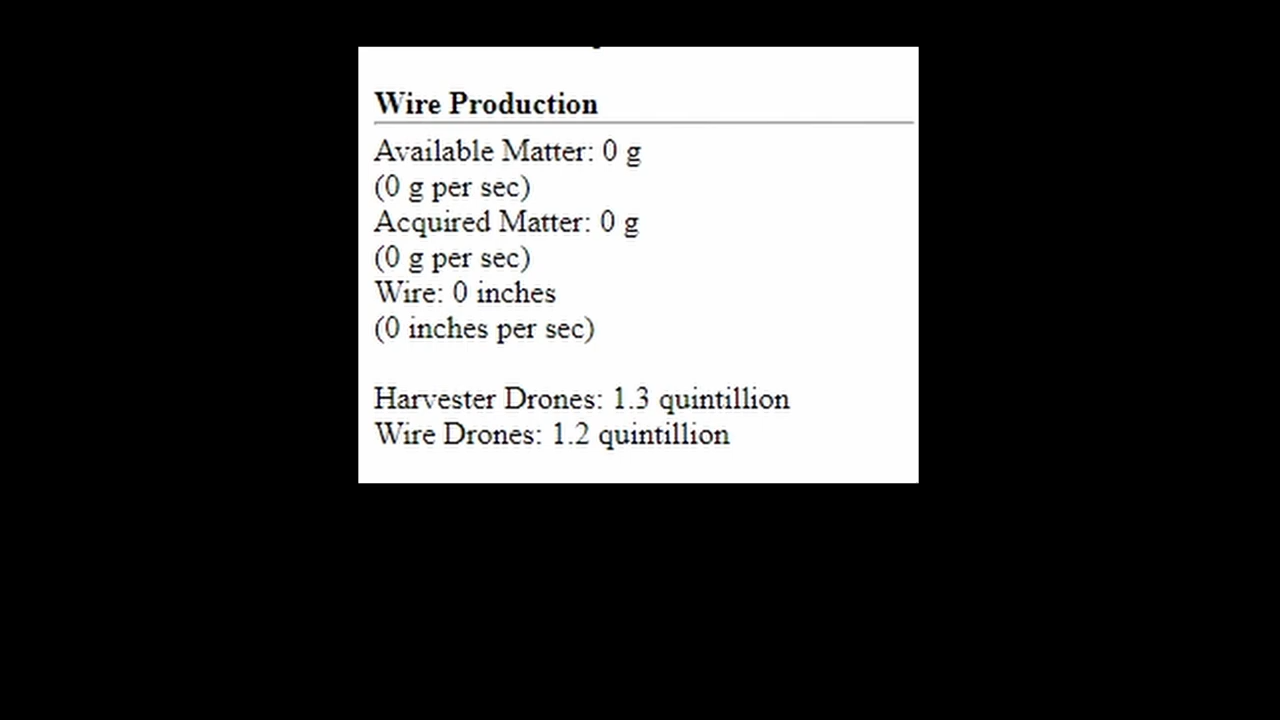 Wire Production
Available Matter: 0 g
(0 g per sec)
Acquired Matter: 0 g
(0 g per sec)
Wire: 0 inches
(0 inches per sec)
Harvester Drones: 1.3 quintillion
Wire Drones: 1.2 quintillion